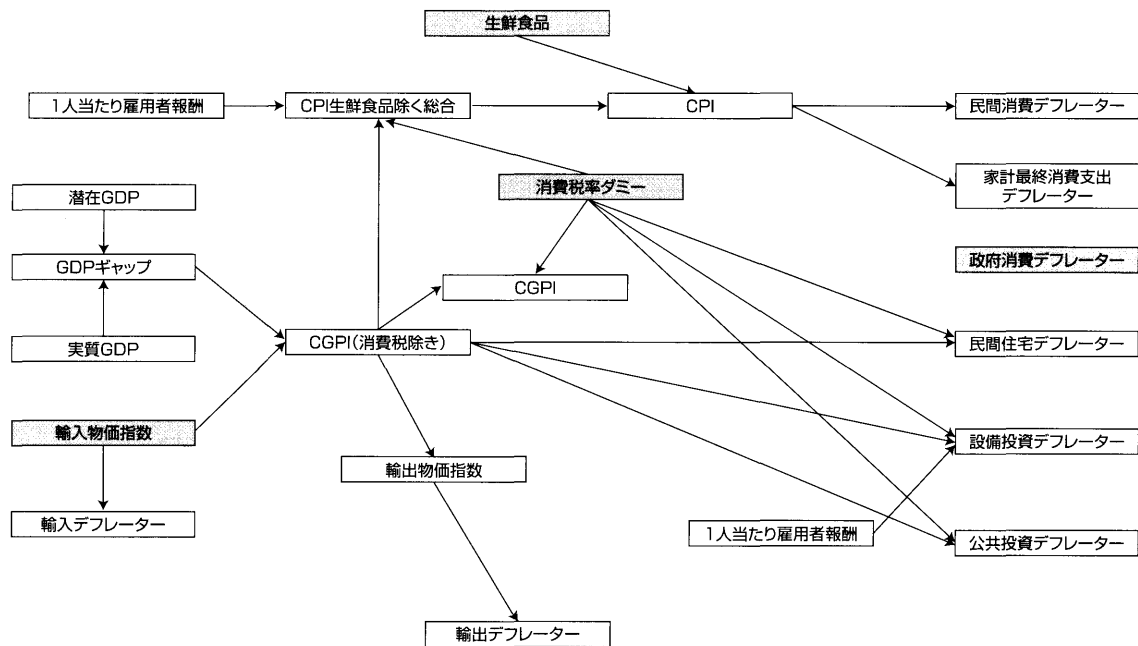 生鮮食品
1人当たり雇用者報酬
CPI生鮮食品除く総合
CPI
民間消費デフレーター
家計最終消費支出
デフレーター
消費税率ダミー
潜在GDP
GDPギャップ
政府消費デフレーター
CGPI
実質GDP
CGPI(消費税除き)
民間住宅デフレーター
輸入物価指数
設備投資デフレーター
輸出物価指数
輸入デフレーター
1人当たり雇用者報酬
公共投資デフレーター
輸出デフレーター